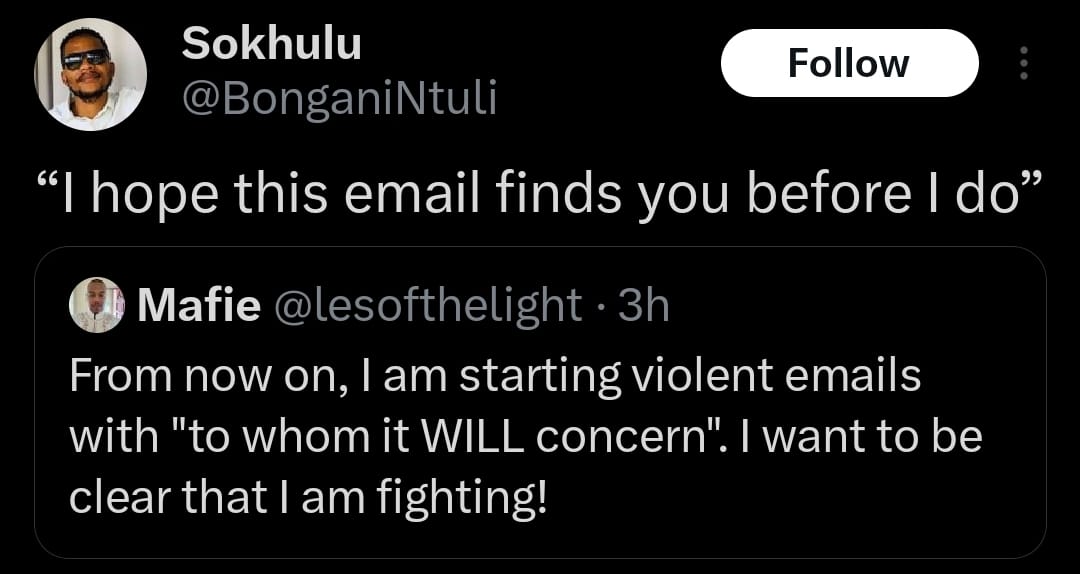 Sokhulu
@BonganiNtuli
Follow
“I hope this email finds you before I do”
Mafie @lesofthelight · 3h
From now on, I am starting violent emails
with "to whom it WILL concern". I want to be
clear that I am fighting!